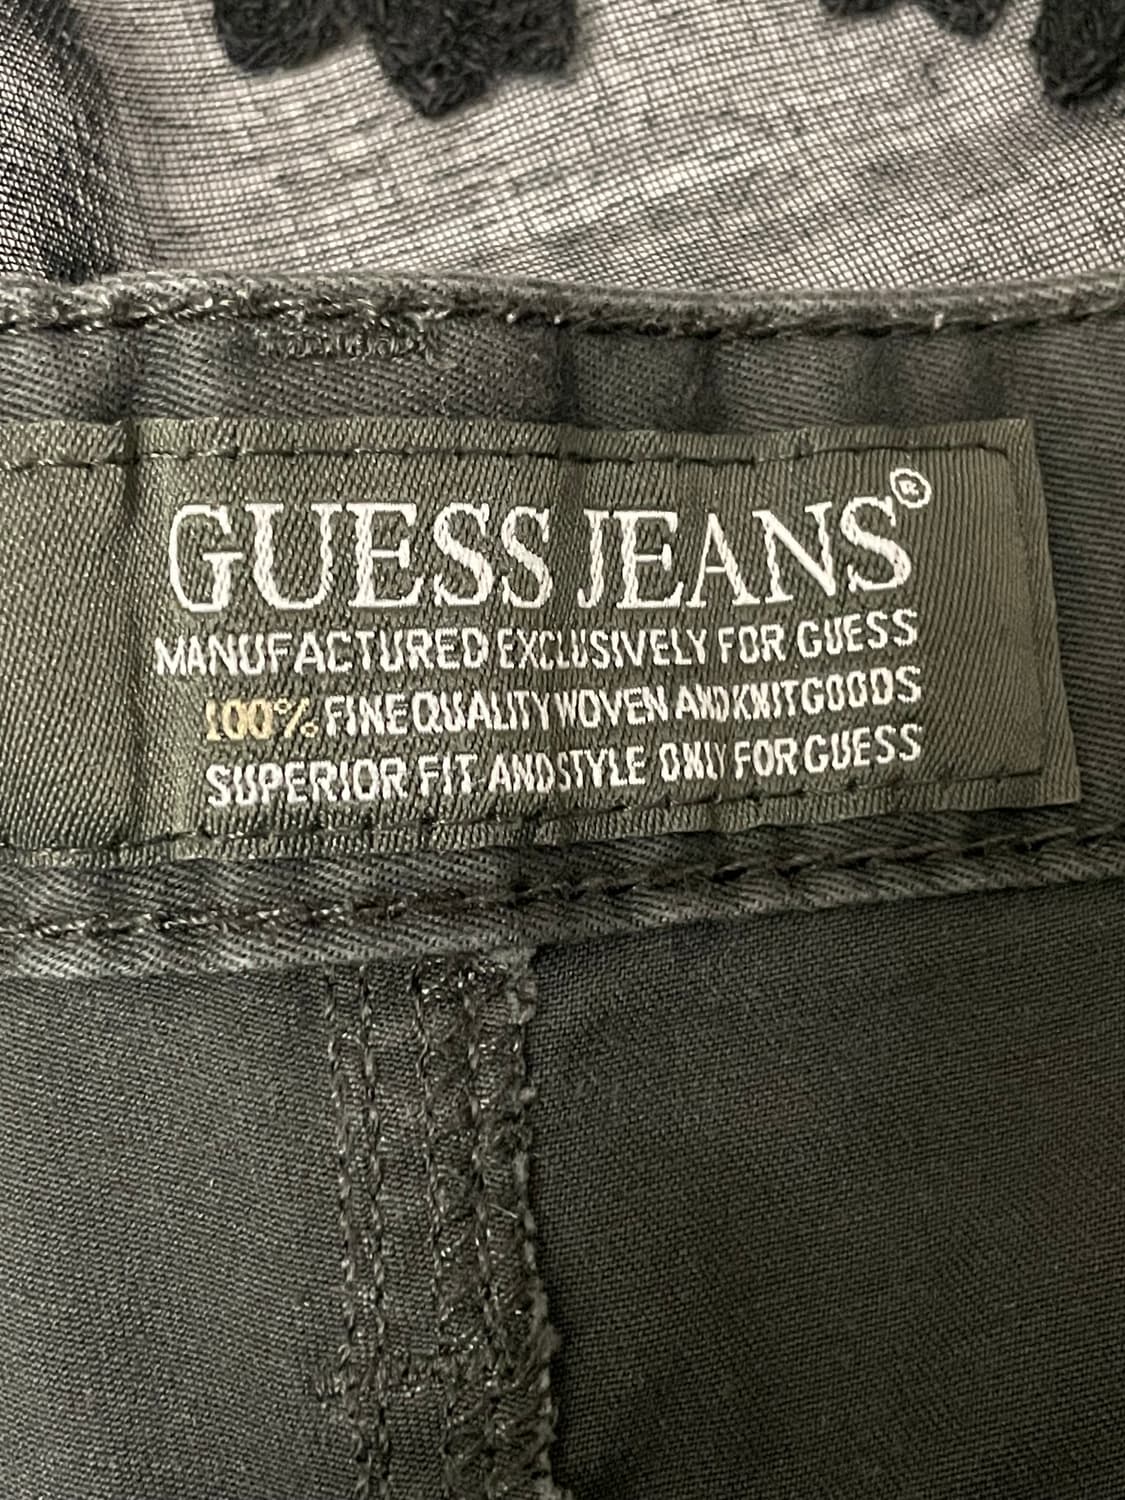 GUESS JEANS®
MANUFACTURED EXCLUSIVELY FOR GUESS
100% FINE QUALITY WOVEN AND KNIT GOODS
SUPERIOR FIT AND STYLE ONLY FOR GUESS